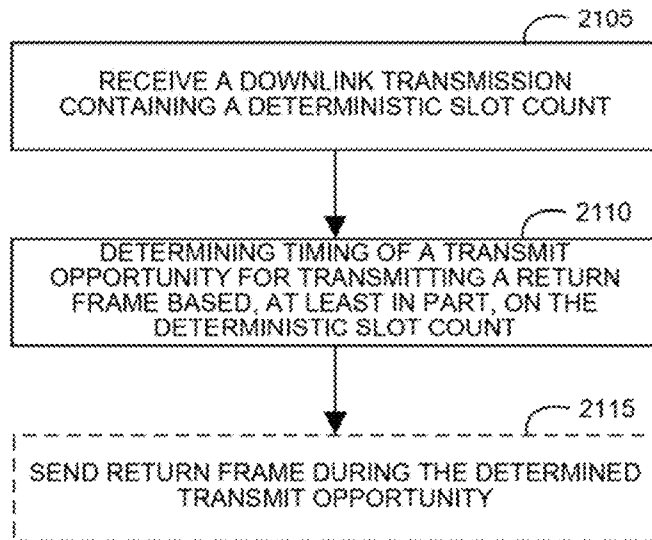 2105
RECEIVE A DOWNLINK TRANSMISSION
CONTAINING A DETERMINISTIC SLOT COUNT
2110
DETERMINING TIMING OF A TRANSMIT
OPPORTUNITY FOR TRANSMITTING A RETURN
FRAME BASED, AT LEAST IN PART, ON THE
DETERMINISTIC SLOT COUNT
2115
SEND RETURN FRAME DURING THE DETERMINED
TRANSMIT OPPORTUNITY